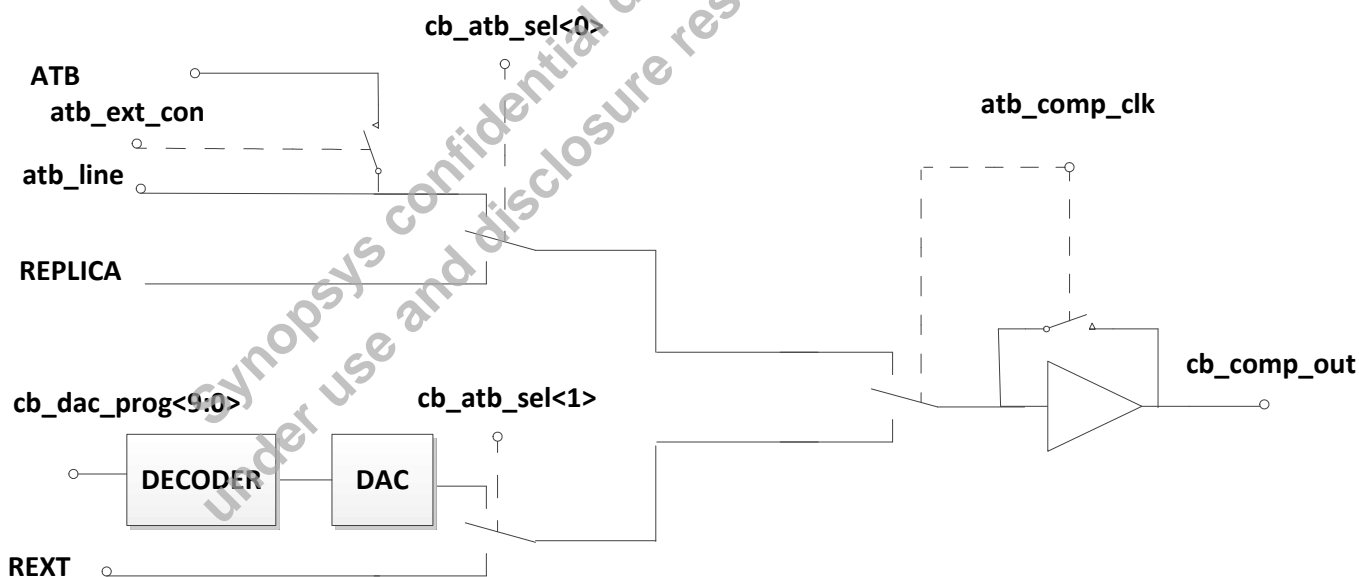 cb_atb_sel<0>
ATB
atb_ext_con
atb_comp_clk
atb_line
REPLICA
cb_comp_out
cb_dac_prog<9:0>
cb_atb_sel<1>
DECODER
DAC
REXT
Synopsys confidential
under use and disclosure